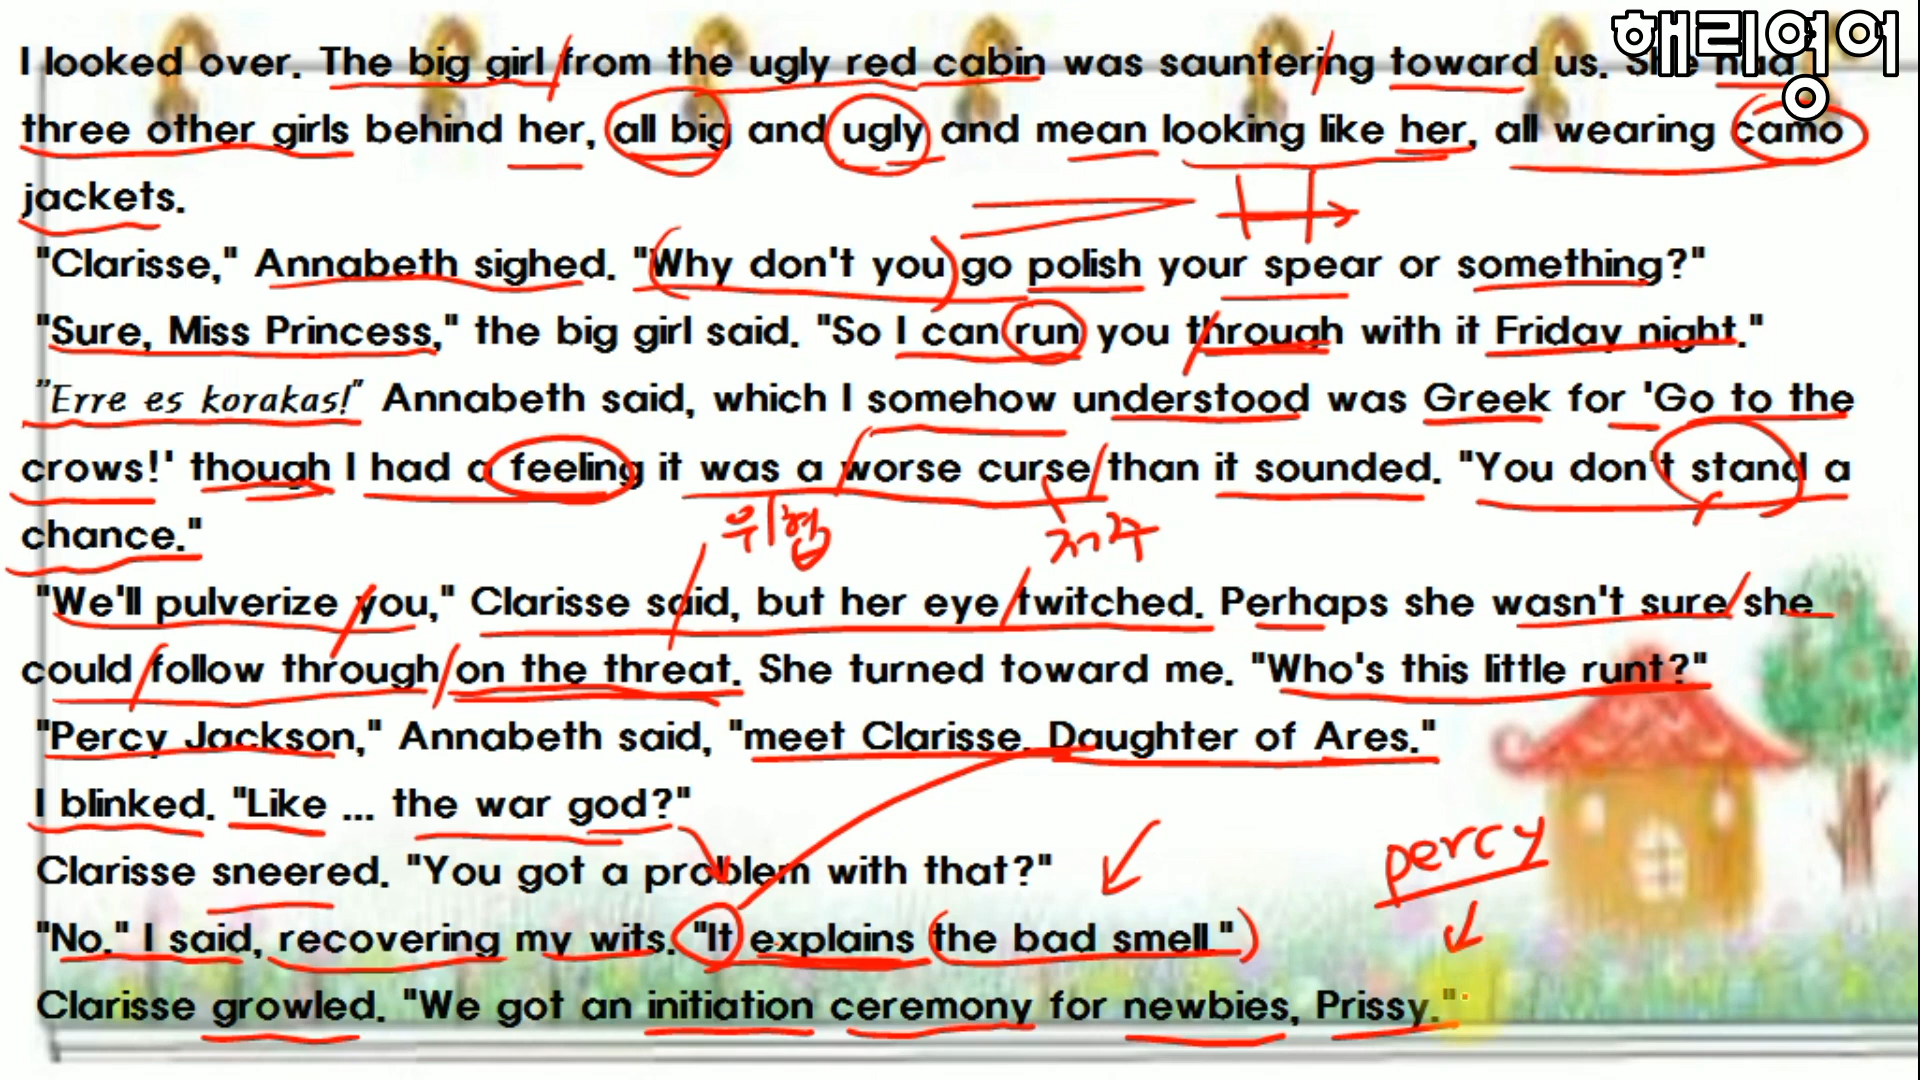 해리영어
I looked over. The big girl from the ugly red cabin was sauntering toward us. She had
three other girls behind her, all big and ugly and mean looking like her, all wearing camo
jackets.
"Clarisse," Annabeth sighed. "Why don't you go polish your spear or something?"
"Sure, Miss Princess," the big girl said. "So I can run you through with it Friday night."
"Erre es korakas!" Annabeth said, which I somehow understood was Greek for 'Go to the
crows!' though I had a feeling it was a worse curse than it sounded. "You don't stand a
chance."
위협
저주
"We'll pulverize you," Clarisse said, but her eye twitched. Perhaps she wasn't sure she
could follow through on the threat. She turned toward me. "Who's this little runt?"
"Percy Jackson," Annabeth said, "meet Clarisse. Daughter of Ares."
I blinked. "Like ... the war god?"
percy
Clarisse sneered. "You got a problem with that?"
"No." I said, recovering my wits. "It explains the bad smell."
Clarisse growled. "We got an initiation ceremony for newbies, Prissy."